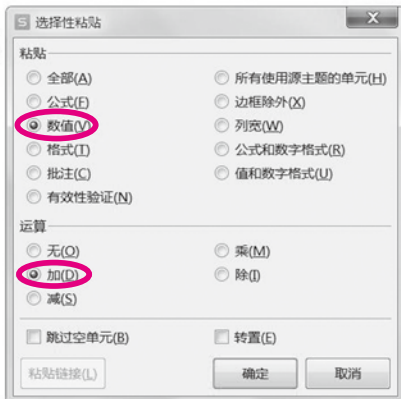 S 选择性粘贴 X
粘贴
全部(A) 所有使用源主题的单元(H)
公式(F) 边框除外(X)
数值(V) 列宽(W)
格式(T) 公式和数字格式(R)
批注(C) 值和数字格式(U)
有效性验证(N)
运算
无(O) 乘(M)
加(D) 除(I)
减(S)
跳过空单元(B) 转置(E)
粘贴链接(L) 确定 取消